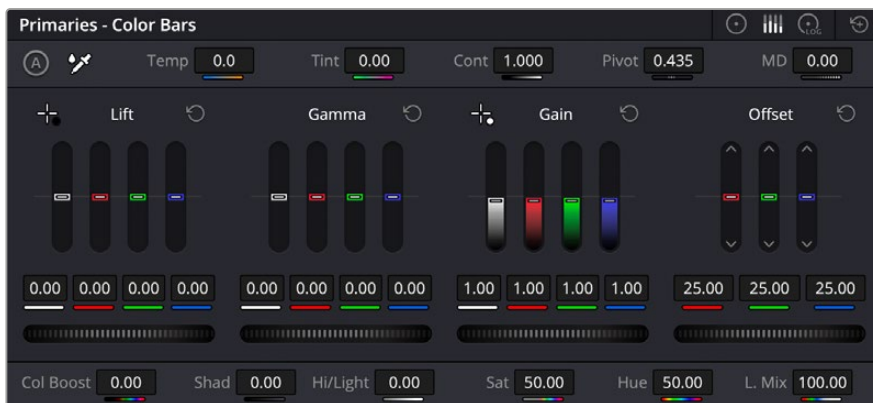 Primaries - Color Bars
LOG
A Temp 0.0 Tint 0.00 Cont 1.000 Pivot 0.435 MD 0.00
Lift Gamma Gain Offset
0.00 0.00 0.00 0.00 0.00 0.00 0.00 0.00 1.00 1.00 1.00 1.00 25.00 25.00 25.00
Col Boost 0.00 Shad 0.00 Hi/Light 0.00 Sat 50.00 Hue 50.00 L. Mix 100.00